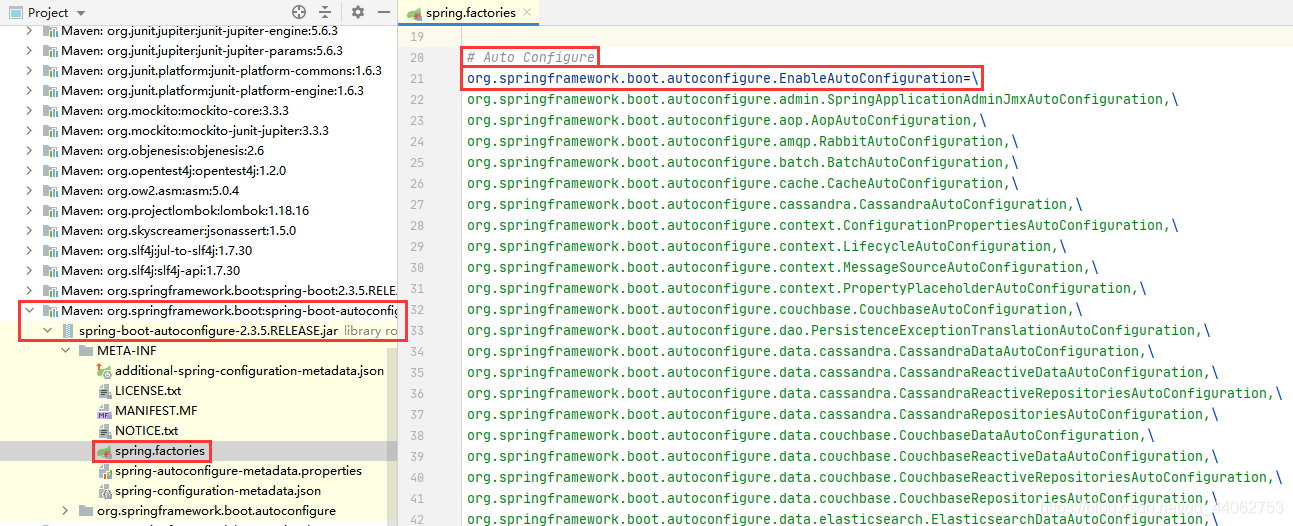 Project
Maven: org.junit.jupiter:junit-jupiter-engine:5.6.3
Maven: org.junit.jupiter:junit-jupiter-params:5.6.3
Maven: org.junit.platform:junit-platform-commons:1.6.3
Maven: org.junit.platform:junit-platform-engine:1.6.3
Maven: org.mockito:mockito-core:3.3.3
Maven: org.mockito:mockito-junit-jupiter:3.3.3
Maven: org.objenesis:objenesis:2.6
Maven: org.opentest4j:opentest4j:1.2.0
Maven: org.ow2.asm:asm:5.0.4
Maven: org.projectlombok:lombok:1.18.16
Maven: org.skyscreamer:jsonassert:1.5.0
Maven: org.slf4j:jul-to-slf4j:1.7.30
Maven: org.slf4j:slf4j-api:1.7.30
Maven: org.springframework.boot:spring-boot:2.3.5.RELEA
Maven: org.springframework.boot:spring-boot-autoconfig
spring-boot-autoconfigure-2.3.5.RELEASE.jar library ro
META-INF
additional-spring-configuration-metadata.json
LICENSE.txt
MF MANIFEST.MF
NOTICE.txt
spring.factories
spring-autoconfigure-metadata.properties
spring-configuration-metadata.json
org.springframework.boot.autoconfigure
spring.factories
19
20 # Auto Configure
21 org.springframework.boot.autoconfigure.EnableAutoConfiguration=\
22 org.springframework.boot.autoconfigure.admin.SpringApplicationAdminJmxAutoConfiguration,\
23 org.springframework.boot.autoconfigure.aop.AopAutoConfiguration,\
24 org.springframework.boot.autoconfigure.amqp.RabbitAutoConfiguration,\
25 org.springframework.boot.autoconfigure.batch.BatchAutoConfiguration,\
26 org.springframework.boot.autoconfigure.cache.CacheAutoConfiguration,\
27 org.springframework.boot.autoconfigure.cassandra.CassandraAutoConfiguration,\
28 org.springframework.boot.autoconfigure.context.ConfigurationPropertiesAutoConfiguration,\
29 org.springframework.boot.autoconfigure.context.LifecycleAutoConfiguration,\
30 org.springframework.boot.autoconfigure.context.MessageSourceAutoConfiguration,\
31 org.springframework.boot.autoconfigure.context.PropertyPlaceholderAutoConfiguration,\
32 org.springframework.boot.autoconfigure.couchbase.CouchbaseAutoConfiguration,\
33 org.springframework.boot.autoconfigure.dao.PersistenceExceptionTranslationAutoConfiguration,\
34 org.springframework.boot.autoconfigure.data.cassandra.CassandraDataAutoConfiguration,\
35 org.springframework.boot.autoconfigure.data.cassandra.CassandraReactiveDataAutoConfiguration,\
36 org.springframework.boot.autoconfigure.data.cassandra.CassandraReactiveRepositoriesAutoConfiguration,\
37 org.springframework.boot.autoconfigure.data.cassandra.CassandraRepositoriesAutoConfiguration,\
38 org.springframework.boot.autoconfigure.data.couchbase.CouchbaseDataAutoConfiguration,\
39 org.springframework.boot.autoconfigure.data.couchbase.CouchbaseReactiveDataAutoConfiguration,\
40 org.springframework.boot.autoconfigure.data.couchbase.CouchbaseReactiveRepositoriesAutoConfiguration,\
41 org.springframework.boot.autoconfigure.data.couchbase.CouchbaseRepositoriesAutoConfiguration,\
42 org.springframework.boot.autoconfigure.data.elasticsearch.ElasticsearchDataAutoConfiguration,\